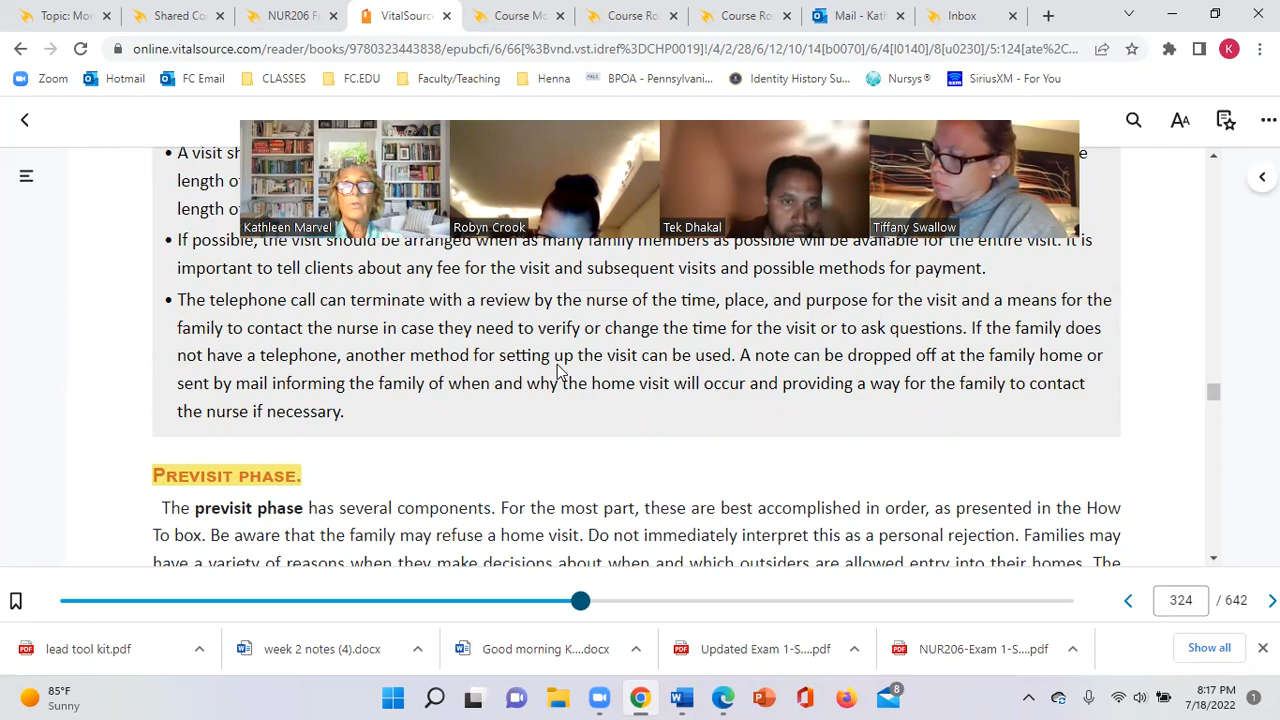 Topic: Mon
Shared Co
NUR206 F
VitalSource
Course Mo
Course Ro
Course Ro
Mail - Kath
Inbox
online.vitalsource.com/reader/books/9780323443838/epubcfi/6/66[%3Bvnd.vst.idref%3DCHP0019]!/4/2/28/6/12/10/14[b0070]/6/4[l0140]/8[u0230]/5:124[ate%2C...
K
Zoom
Hotmail
FC Email
CLASSES
FC.EDU
Faculty/Teaching
Henna
BPOA - Pennsylvani...
Identity History Su...
Nursys®
SiriusXM - For You
AA
• A visit sh
e
length of
length of
Kathleen Marvel
Robyn Crook
Tek Dhakal
Tiffany Swallow
• If possible, the visit should be arranged when as many family members as possible will be available for the entire visit. It is
important to tell clients about any fee for the visit and subsequent visits and possible methods for payment.
• The telephone call can terminate with a review by the nurse of the time, place, and purpose for the visit and a means for the
family to contact the nurse in case they need to verify or change the time for the visit or to ask questions. If the family does
not have a telephone, another method for setting up the visit can be used. A note can be dropped off at the family home or
sent by mail informing the family of when and why the home visit will occur and providing a way for the family to contact
the nurse if necessary.
PREVISIT PHASE.
The previsit phase has several components. For the most part, these are best accomplished in order, as presented in the How
To box. Be aware that the family may refuse a home visit. Do not immediately interpret this as a personal rejection. Families may
have a variety of reasons when they make decisions about when and which outsiders are allowed entry into their homes. The
324 / 642
lead tool kit.pdf
week 2 notes (4).docx
Good morning K....docx
Updated Exam 1-S....pdf
NUR206-Exam 1-S....pdf
Show all
85°F
Sunny
8
8:17 PM
7/18/2022
1